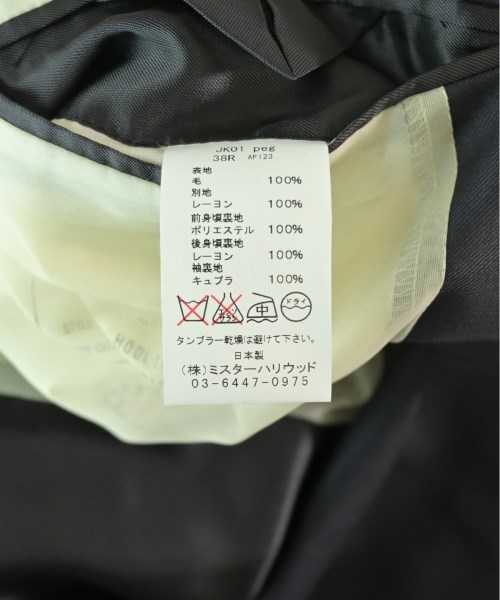 JK01 peg
38R AF123
表地
毛 100%
別地
レーヨン 100%
前身頃裏地
ポリエステル 100%
後身頃裏地
レーヨン 100%
袖裏地
キュプラ 100%
中 ドライ
タンブラー乾燥は避けて下さい。
日本製
(株)ミスターハリウッド
03-6447-0975